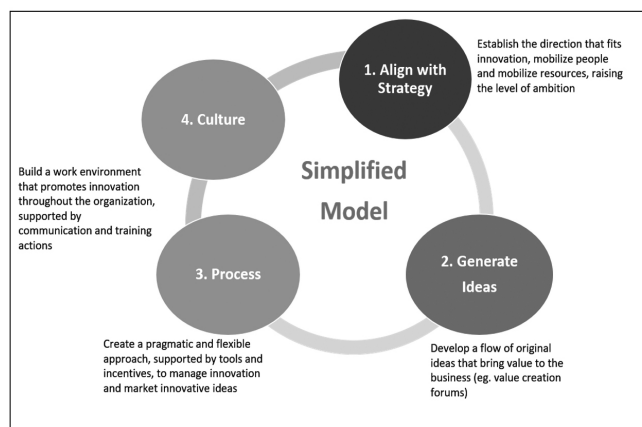 1. Align with
Strategy
Establish the direction that fits
innovation, mobilize people
and mobilize resources, raising
the level of ambition
4. Culture
Simplified
Model
Build a work environment
that promotes innovation
throughout the organization,
supported by
communication and training
actions
2. Generate
Ideas
3. Process
Create a pragmatic and flexible
approach, supported by tools and
incentives, to manage innovation
and market innovative ideas
Develop a flow of original
ideas that bring value to the
business (eg. value creation
forums)